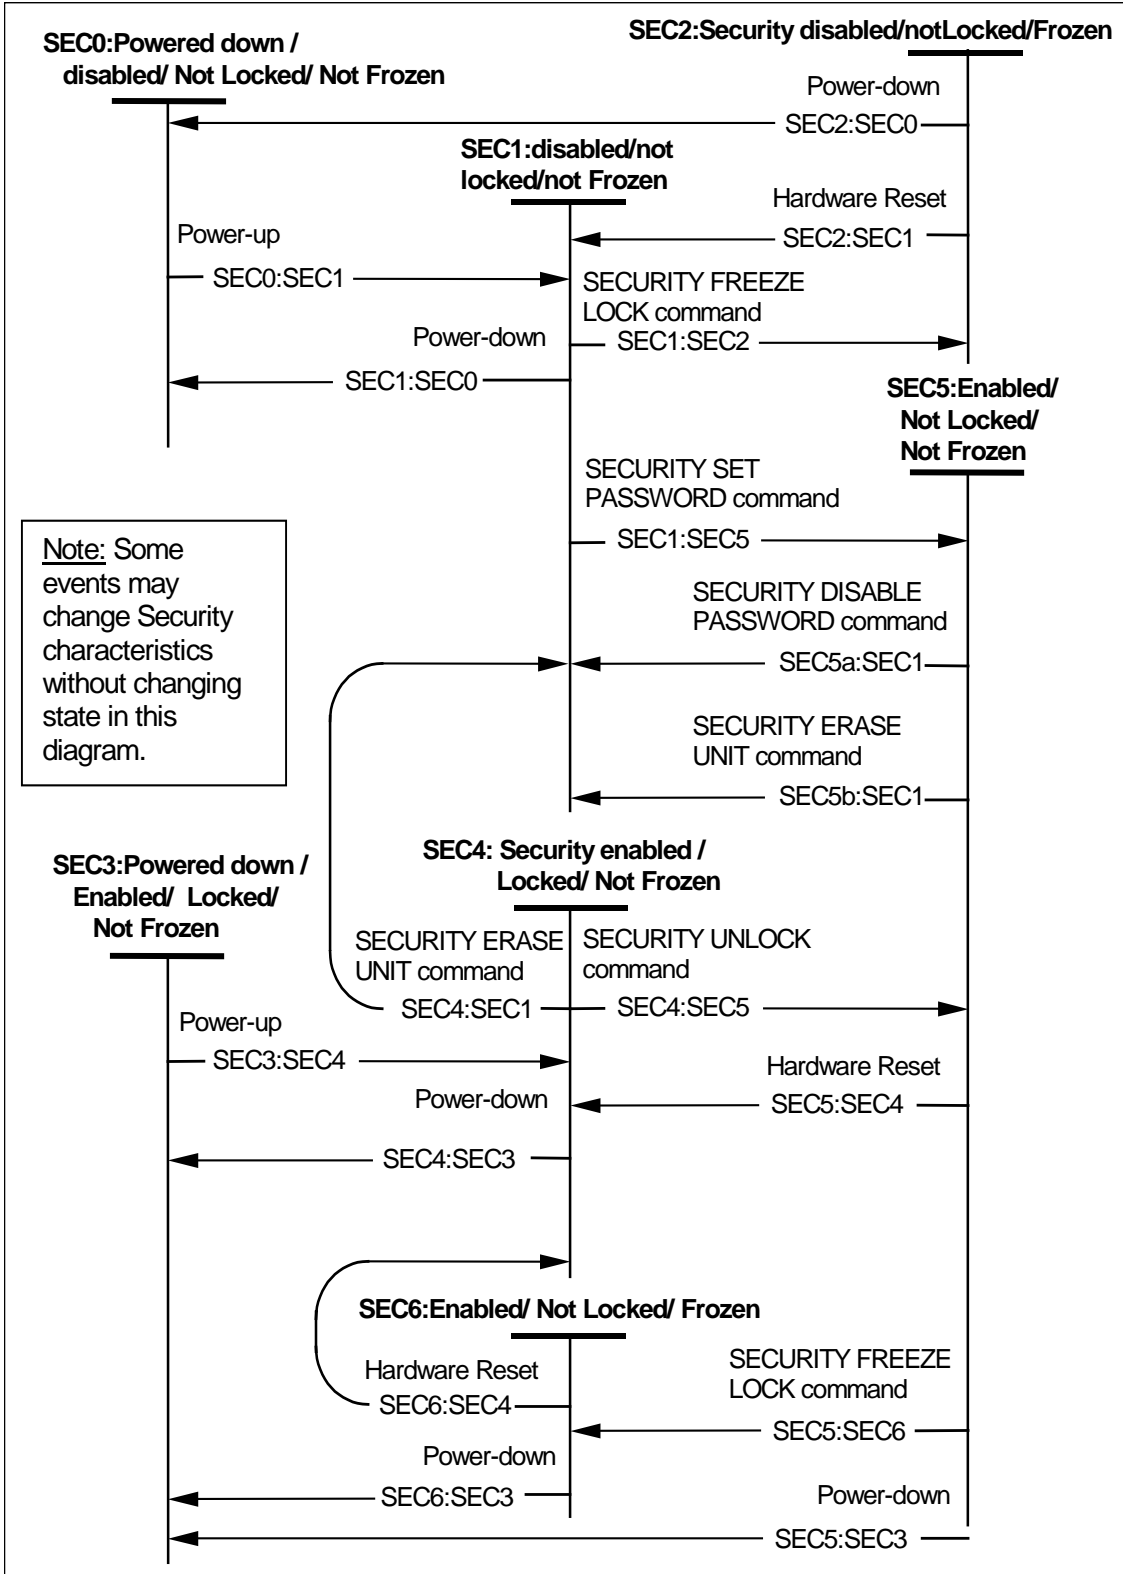 SEC0:Powered down /
disabled/ Not Locked/ Not Frozen
SEC2:Security disabled/notLocked/Frozen
Power-down
SEC2:SEC0
SEC1:disabled/not
locked/not Frozen
Hardware Reset
SEC2:SEC1
Power-up
SEC0:SEC1
SECURITY FREEZE
LOCK command
Power-down
SEC1:SEC2
SEC1:SEC0
SEC5:Enabled/
Not Locked/
Not Frozen
SECURITY SET
PASSWORD command
SEC1:SEC5
Note: Some
events may
change Security
characteristics
without changing
state in this
diagram.
SECURITY DISABLE
PASSWORD command
SEC5a:SEC1
SECURITY ERASE
UNIT command
SEC5b:SEC1
SEC3:Powered down /
Enabled/ Locked/
Not Frozen
SEC4: Security enabled /
Locked/ Not Frozen
SECURITY ERASE
UNIT command
SECURITY UNLOCK
command
SEC4:SEC1
SEC4:SEC5
Power-up
SEC3:SEC4
Hardware Reset
Power-down
SEC5:SEC4
SEC4:SEC3
SEC6:Enabled/ Not Locked/ Frozen
Hardware Reset
SEC6:SEC4
SECURITY FREEZE
LOCK command
SEC5:SEC6
Power-down
SEC6:SEC3
Power-down
SEC5:SEC3